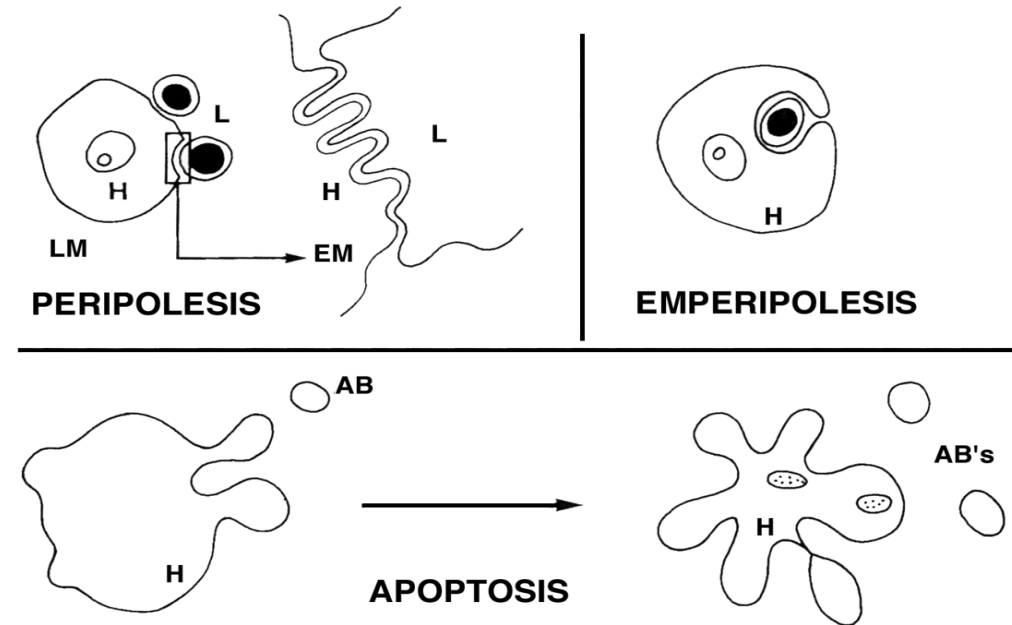 L
H
LM
PERIPOLESIS
L
H
EM
H
EMPERIPOLESIS
AB
H
APOPTOSIS
AB's
H